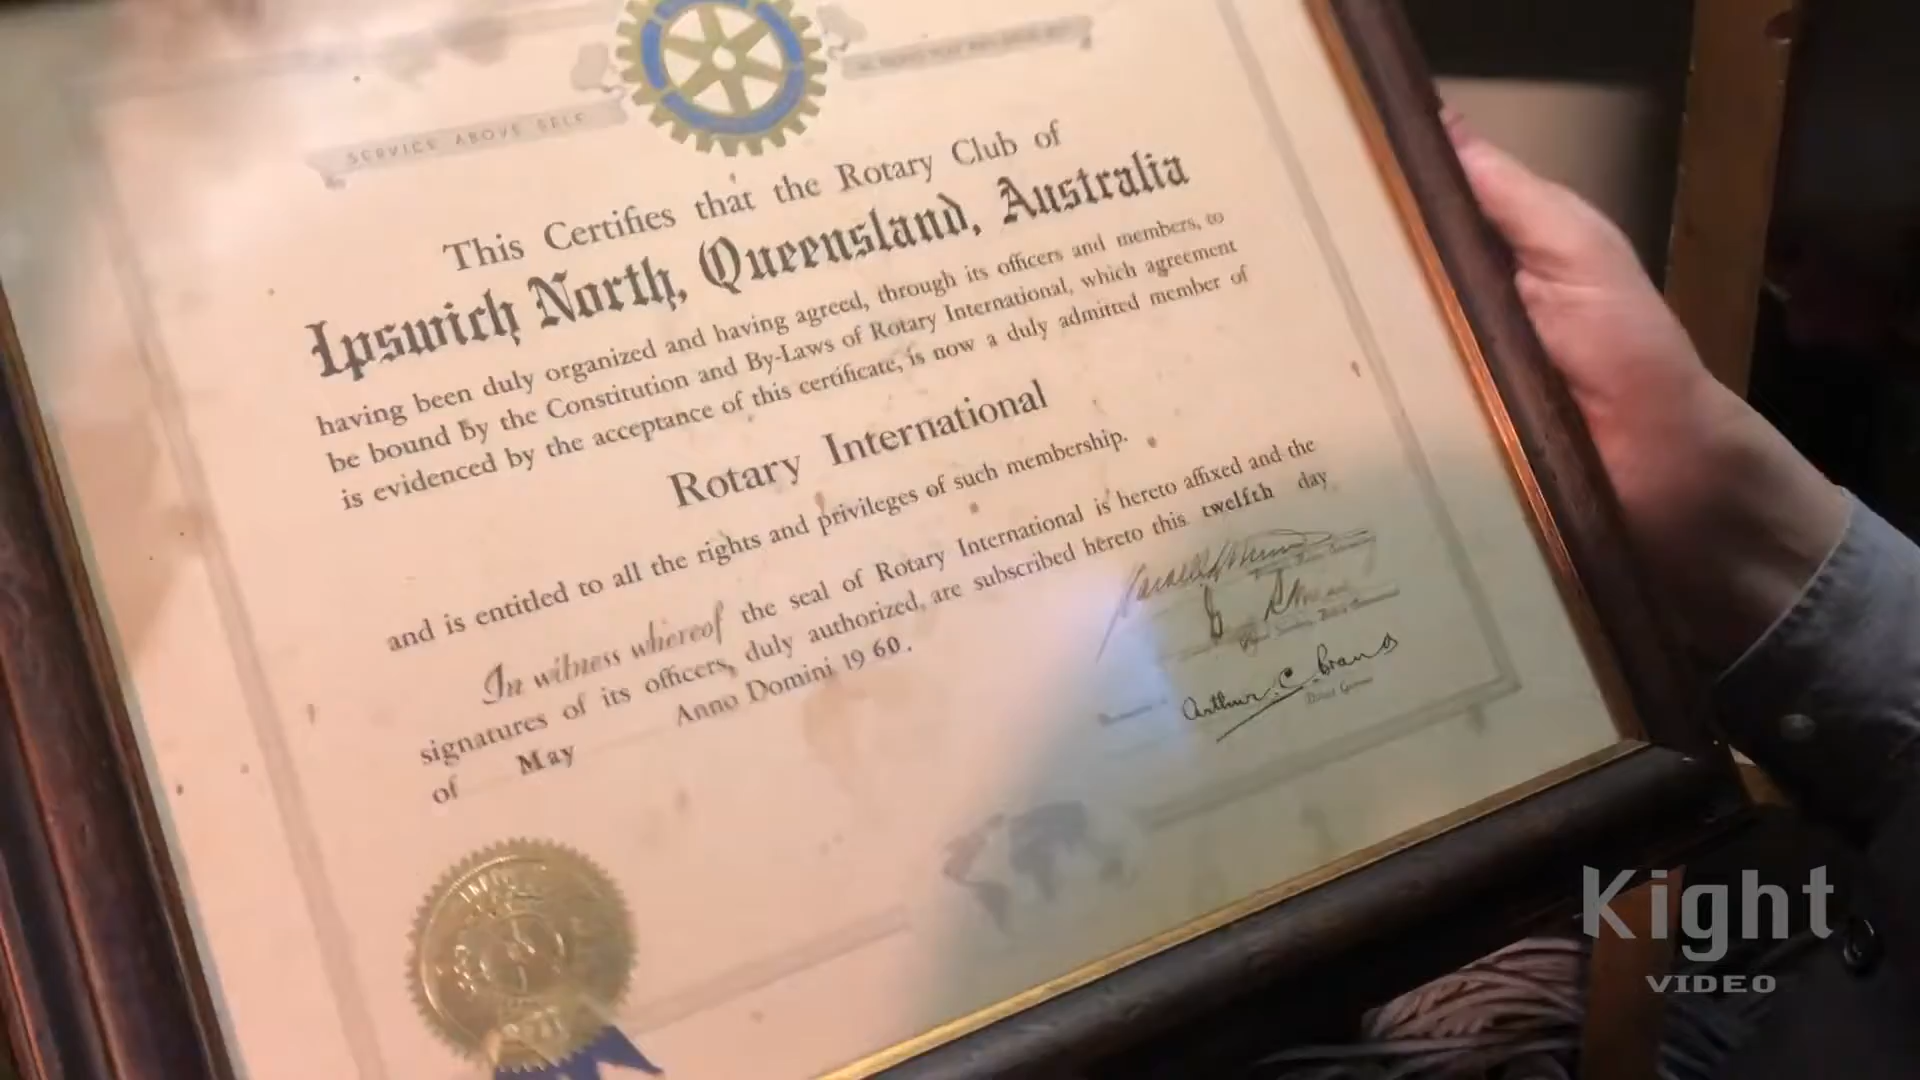 SERVICE ABOVE SELF
This Certifies that the Rotary Club of
Ipswich North, Queensland, Australia
having been duly organized and having agreed, through its officers and members, to
be bound by the Constitution and By-Laws of Rotary International, which agreement
is evidenced by the acceptance of this certificate, is now a duly admitted member of
Rotary International
and is entitled to all the rights and privileges of such membership.
In witness whereof the seal of Rotary International is hereto affixed and the
signatures of its officers, duly authorized, are subscribed hereto this twelfth day
of May Anno Domini 1960.
Arthur C.
Kight
VIDEO